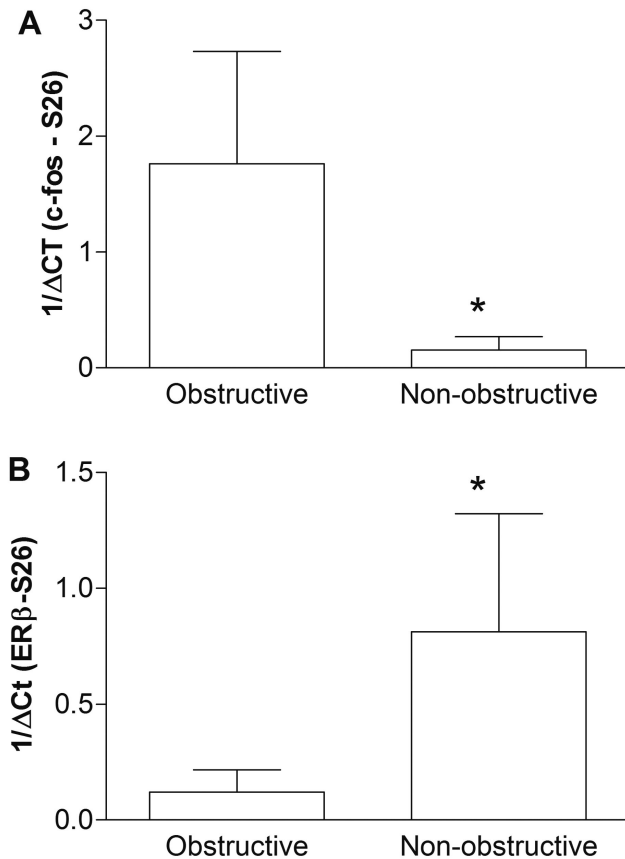 A
1/ΔCT (c-fos - S26)
3
2
1
0
*
Obstructive Non-obstructive
B
1/ΔCt (ERβ-S26)
1.5
1.0
0.5
0.0
*
Obstructive Non-obstructive